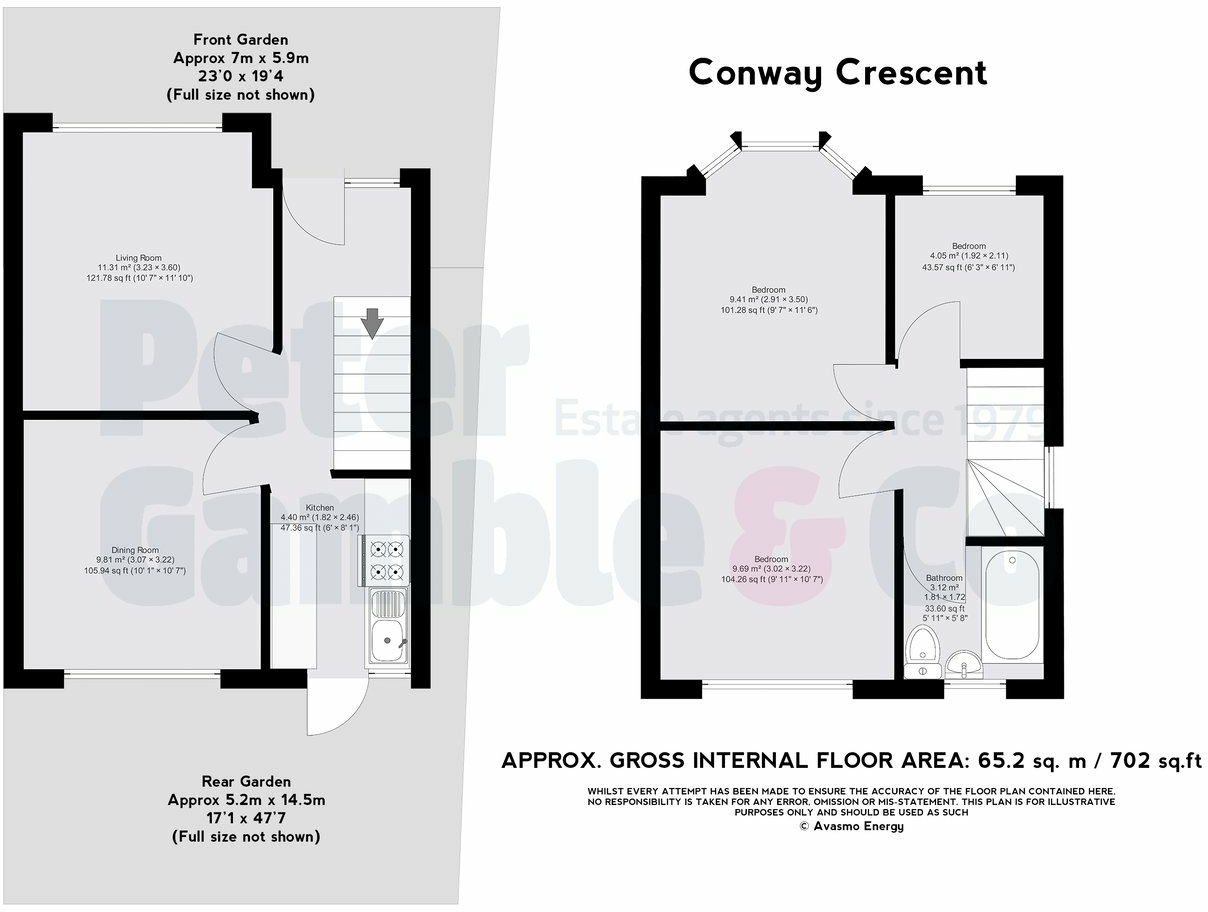 Front Garden
Approx 7m x 5.9m
23'0 x 19'4
(Full size not shown)
Conway Crescent
Living Room
11.31 m² (3.23 × 3.60)
121.78 sq ft (10' 7" × 11' 10")
Bedroom
4.05 m² (1.92 × 2.11)
43.57 sq ft (6' 3" × 6' 11")
Bedroom
9.41 m² (2.91 × 3.50)
101.28 sq ft (9' 7" × 11' 6")
Peter
Gamble & Co
Estate agents since 1979
Kitchen
4.40 m² (1.82 × 2.46)
47.36 sq ft (6' × 8' 1")
Dining Room
9.81 m² (3.07 × 3.22)
105.94 sq ft (10' 1" × 10' 7")
Bedroom
9.69 m² (3.02 × 3.22)
104.26 sq ft (9' 11" × 10' 7")
Bathroom
3.12 m²
1.81 × 1.72
33.60 sq ft
5' 11" × 5' 8"
Rear Garden
Approx 5.2m x 14.5m
17'1 x 47'7
(Full size not shown)
APPROX. GROSS INTERNAL FLOOR AREA: 65.2 sq. m / 702 sq.ft
WHILST EVERY ATTEMPT HAS BEEN MADE TO ENSURE THE ACCURACY OF THE FLOOR PLAN CONTAINED HERE,
NO RESPONSIBILITY IS TAKEN FOR ANY ERROR, OMISSION OR MIS-STATEMENT. THIS PLAN IS FOR ILLUSTRATIVE
PURPOSES ONLY AND SHOULD BE USED AS SUCH
© Avasmo Energy